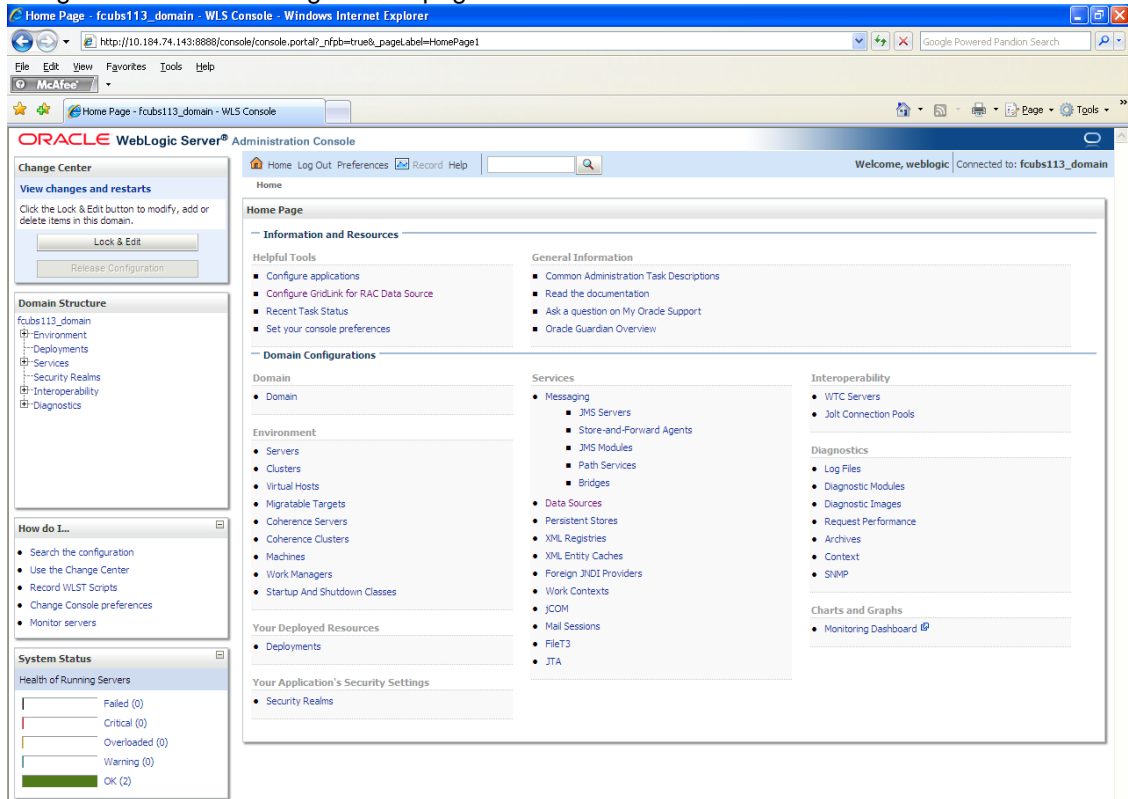 Home Page - fcubs113_domain - WLS Console - Windows Internet Explorer
http://10.184.74.143:8888/console/console.portal?_nfpb=true&_pageLabel=HomePage1
Google Powered Pandion Search
File Edit View Favorites Tools Help
McAfee
Home Page - fcubs113_domain - WLS Console
Page Tools
ORACLE WebLogic Server® Administration Console
Change Center
View changes and restarts
Click the Lock & Edit button to modify, add or
delete items in this domain.
Lock & Edit
Release Configuration
Domain Structure
fcubs113_domain
Environment
Deployments
Services
Security Realms
Interoperability
Diagnostics
How do I...
Search the configuration
Use the Change Center
Record WLST Scripts
Change Console preferences
Monitor servers
System Status
Health of Running Servers
Failed (0)
Critical (0)
Overloaded (0)
Warning (0)
OK (2)
Home Log Out Preferences Record Help
Welcome, weblogic Connected to: fcubs113_domain
Home
Home Page
Information and Resources
Helpful Tools
Configure applications
Configure GridLink for RAC Data Source
Recent Task Status
Set your console preferences
General Information
Common Administration Task Descriptions
Read the documentation
Ask a question on My Oracle Support
Oracle Guardian Overview
Domain Configurations
Domain
Domain
Environment
Servers
Clusters
Virtual Hosts
Migratable Targets
Coherence Servers
Coherence Clusters
Machines
Work Managers
Startup And Shutdown Classes
Your Deployed Resources
Deployments
Your Application's Security Settings
Security Realms
Services
Messaging
JMS Servers
Store-and-Forward Agents
JMS Modules
Path Services
Bridges
Data Sources
Persistent Stores
XML Registries
XML Entity Caches
Foreign JNDI Providers
Work Contexts
jCOM
Mail Sessions
FileT3
JTA
Interoperability
WTC Servers
Jolt Connection Pools
Diagnostics
Log Files
Diagnostic Modules
Diagnostic Images
Request Performance
Archives
Context
SNMP
Charts and Graphs
Monitoring Dashboard